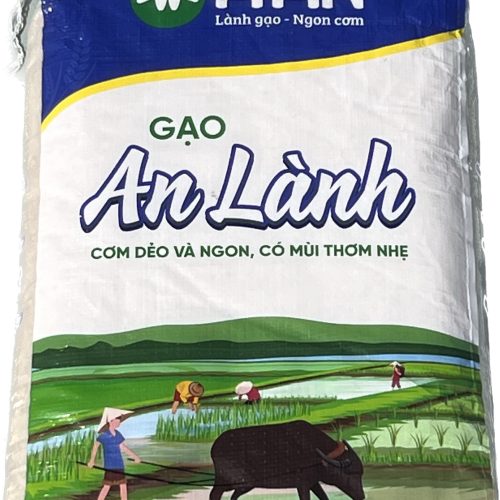 Lành gạo - Ngon cơm
GẠO
An Lành
CƠM DẺO VÀ NGON, CÓ MÙI THƠM NHẸ